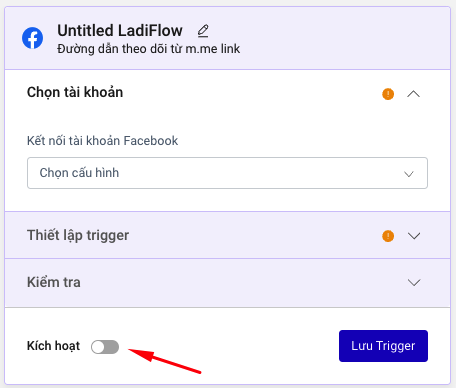 Untitled LadiFlow
Đường dẫn theo dõi từ m.me link
Chọn tài khoản
Kết nối tài khoản Facebook
Chọn cấu hình
Thiết lập trigger
Kiểm tra
Kích hoạt
Lưu Trigger